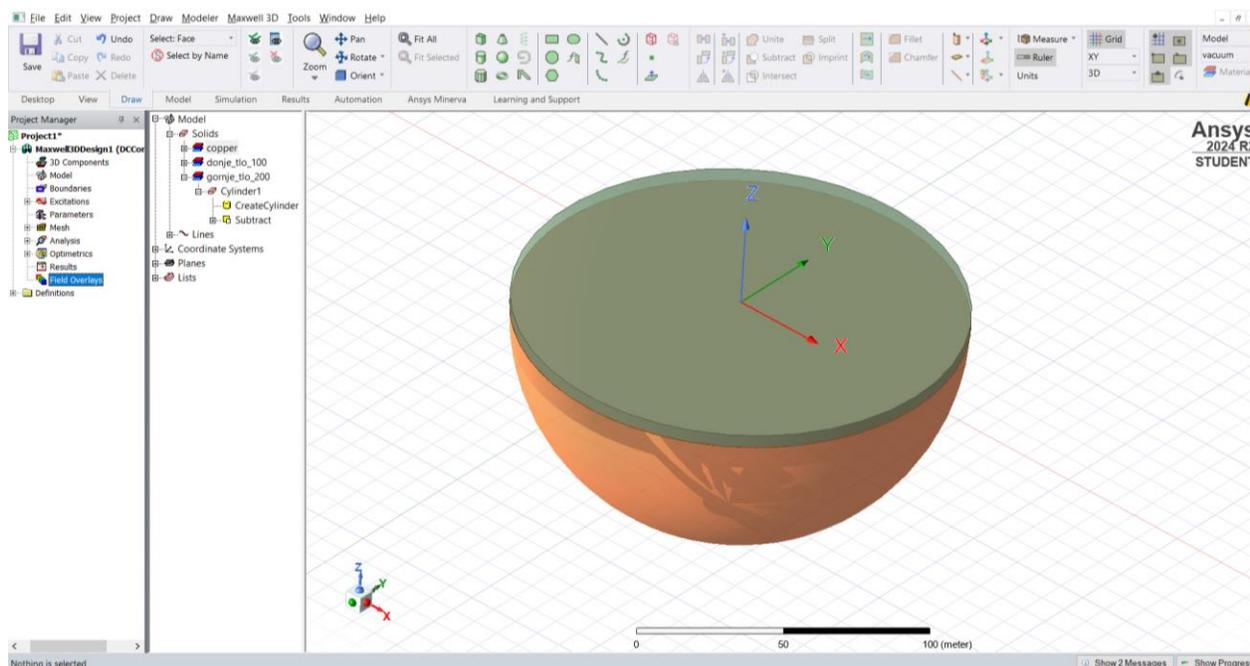 File Edit View Project Draw Modeler Maxwell 3D Tools Window Help
Save
Cut
Copy
Paste
Undo
Redo
Delete
Select: Face
Select by Name
Zoom
Pan
Rotate
Orient
Fit All
Fit Selected
Unite
Subtract
Intersect
Split
Imprint
Fillet
Chamfer
Measure
Ruler
Units
Grid
XY
3D
Model
vacuum
Desktop View Draw Model Simulation Results Automation Ansys Minerva Learning and Support
Project Manager
Project1*
Maxwell3DDesign1 (DCCor
3D Components
Model
Boundaries
Excitations
Parameters
Mesh
Analysis
Optimetrics
Results
Field Overlays
Definitions
Model
Solids
copper
donje_tlo_100
gornje_tlo_200
Cylinder1
CreateCylinder
Subtract
Lines
Coordinate Systems
Planes
Lists
Ansys
2024 R
STUDENT
Z
Y
X
Z
Y
X
0 50 100 (meter)
Nothing is selected
Show 2 Messages Show Progre